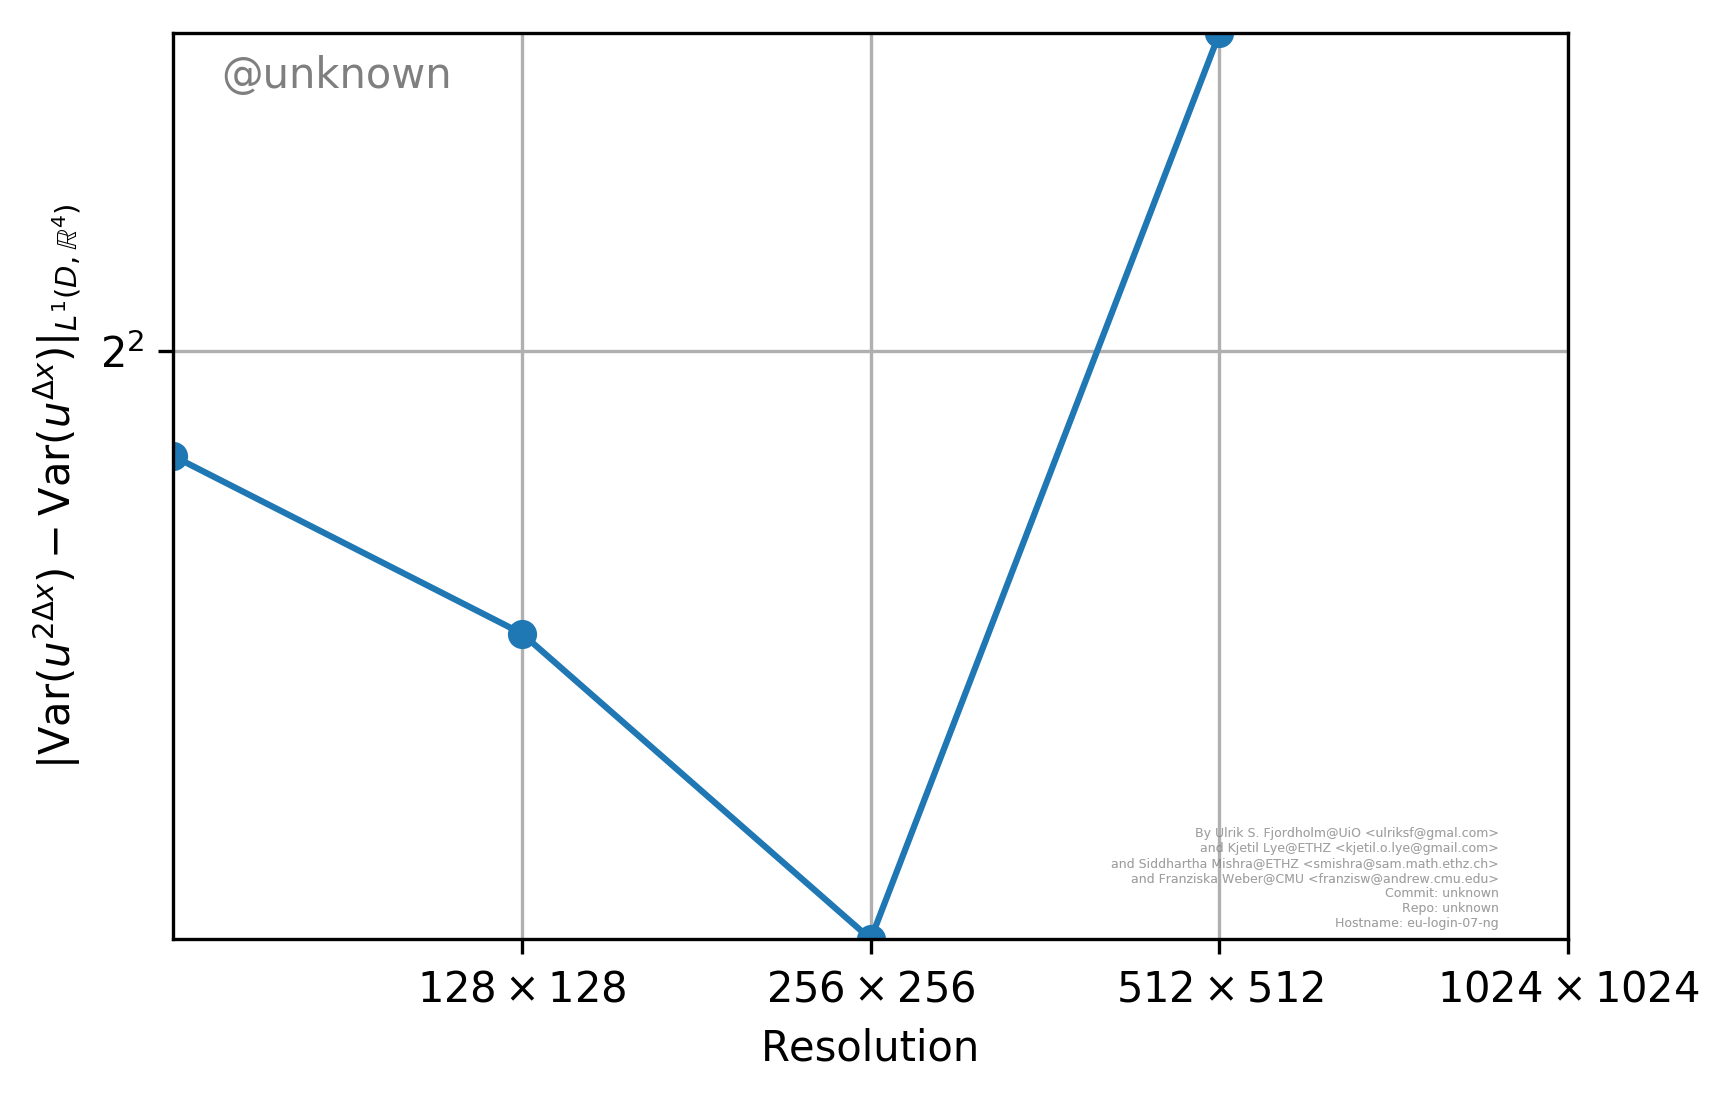 @unknown
|Var(u^{2Δx}) − Var(u^{Δx})|_{L^1(D, ℝ^4)}
2^2
By Ulrik S. Fjordholm@UiO <ulriksf@gmal.com>
and Kjetil Lye@ETHZ <kjetil.o.lye@gmail.com>
and Siddhartha Mishra@ETHZ <smishra@sam.math.ethz.ch>
and Franziska Weber@CMU <franzisw@andrew.cmu.edu>
Commit: unknown
Repo: unknown
Hostname: eu-login-07-ng
128 × 128 256 × 256 512 × 512 1024 × 1024
Resolution